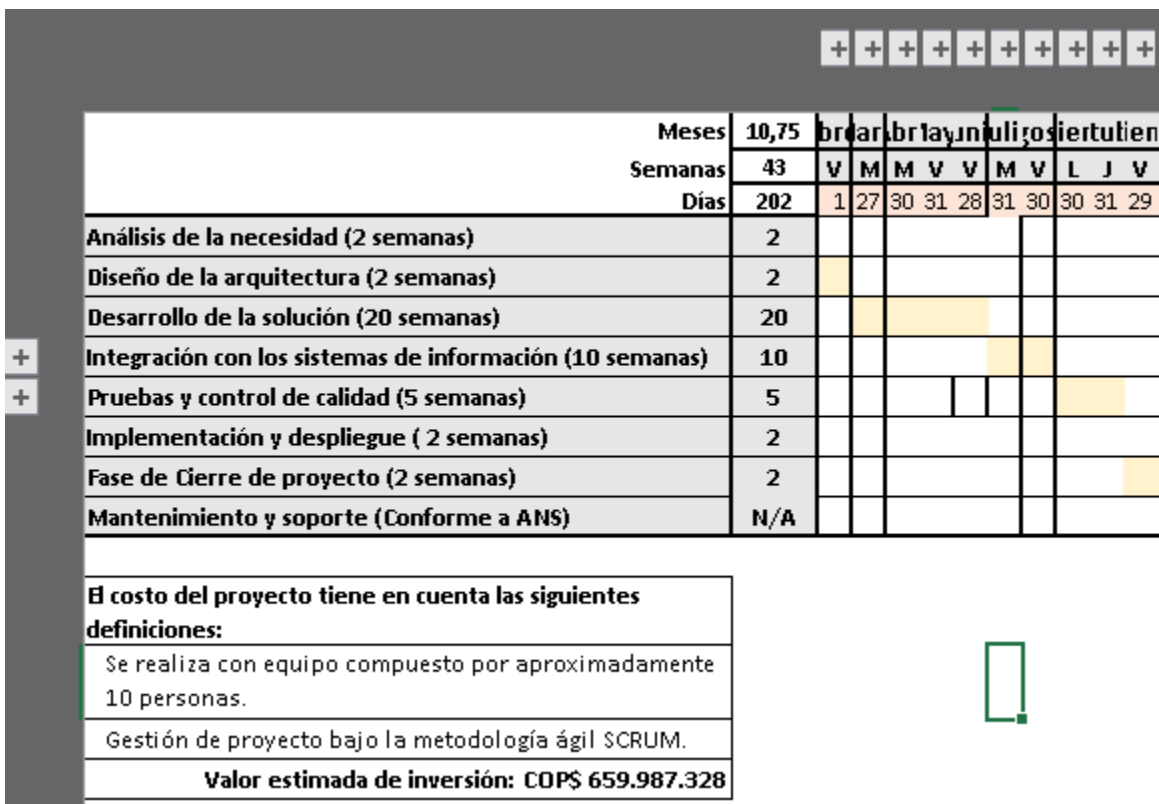 + + + + + + + + + +
Meses 10,75
Semanas 43 V M M V V M V L J V
Días 202 1 27 30 31 28 31 30 30 31 29
Análisis de la necesidad (2 semanas) 2
Diseño de la arquitectura (2 semanas) 2
Desarrollo de la solución (20 semanas) 20
+ Integración con los sistemas de información (10 semanas) 10
+ Pruebas y control de calidad (5 semanas) 5
Implementación y despliegue ( 2 semanas) 2
Fase de Cierre de proyecto (2 semanas) 2
Mantenimiento y soporte (Conforme a ANS) N/A
El costo del proyecto tiene en cuenta las siguientes
definiciones:
Se realiza con equipo compuesto por aproximadamente
10 personas.
Gestión de proyecto bajo la metodología ágil SCRUM.
Valor estimada de inversión: COP$ 659.987.328